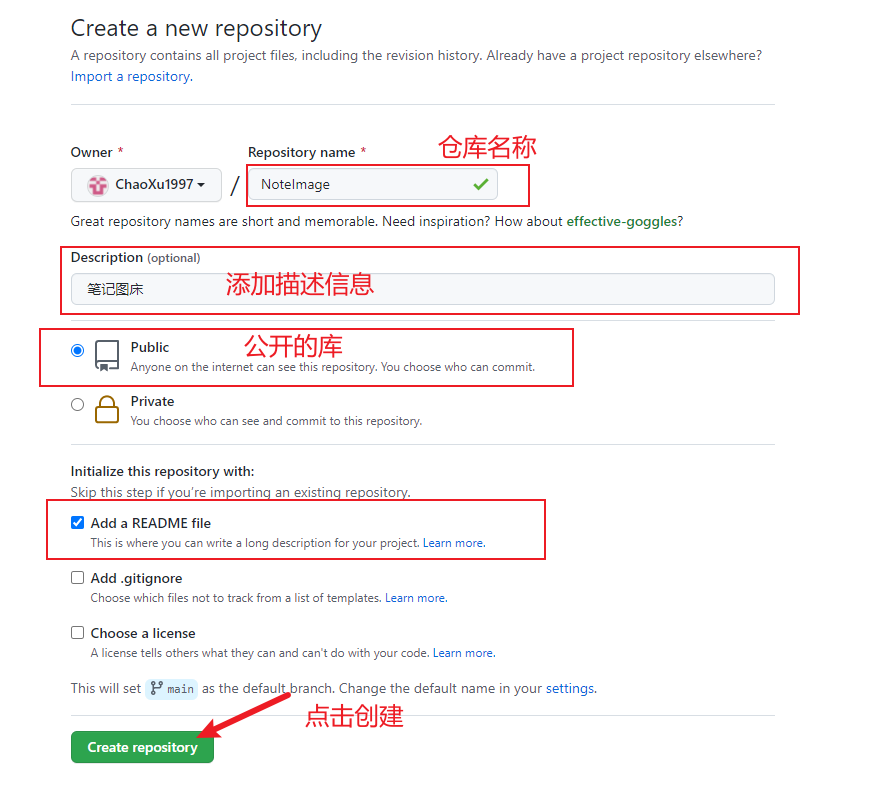 Create a new repository
A repository contains all project files, including the revision history. Already have a project repository elsewhere?
Import a repository.
Owner * Repository name * 仓库名称
ChaoXu1997 / NoteImage
Great repository names are short and memorable. Need inspiration? How about effective-goggles?
Description (optional)
笔记图床 添加描述信息
Public 公开的库
Anyone on the internet can see this repository. You choose who can commit.
Private
You choose who can see and commit to this repository.
Initialize this repository with:
Skip this step if you're importing an existing repository.
Add a README file
This is where you can write a long description for your project. Learn more.
Add .gitignore
Choose which files not to track from a list of templates. Learn more.
Choose a license
A license tells others what they can and can't do with your code. Learn more.
This will set main as the default branch. Change the default name in your settings.
点击创建
Create repository